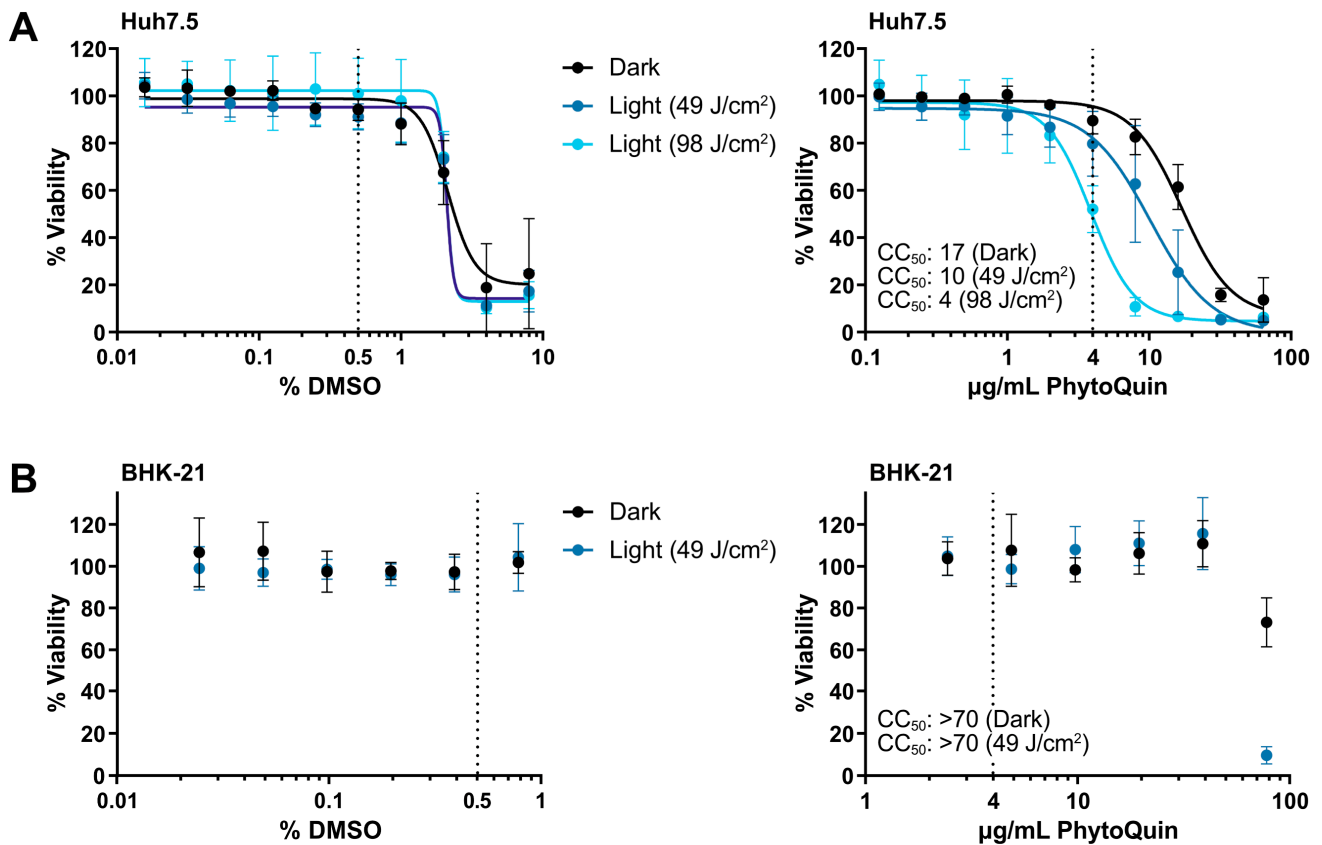 A
Huh7.5
120
100
80
60
40
20
0
% Viability
0.01
0.1
0.5
1
10
% DMSO
Dark
Light (49 J/cm²)
Light (98 J/cm²)
Huh7.5
120
100
80
60
40
20
0
% Viability
CC₅₀: 17 (Dark)
CC₅₀: 10 (49 J/cm²)
CC₅₀: 4 (98 J/cm²)
0.1
1
4
10
100
µg/mL PhytoQuin
B
BHK-21
120
100
80
60
40
20
0
% Viability
0.01
0.1
0.5
1
% DMSO
Dark
Light (49 J/cm²)
BHK-21
120
100
80
60
40
20
0
% Viability
CC₅₀: >70 (Dark)
CC₅₀: >70 (49 J/cm²)
1
4
10
100
µg/mL PhytoQuin